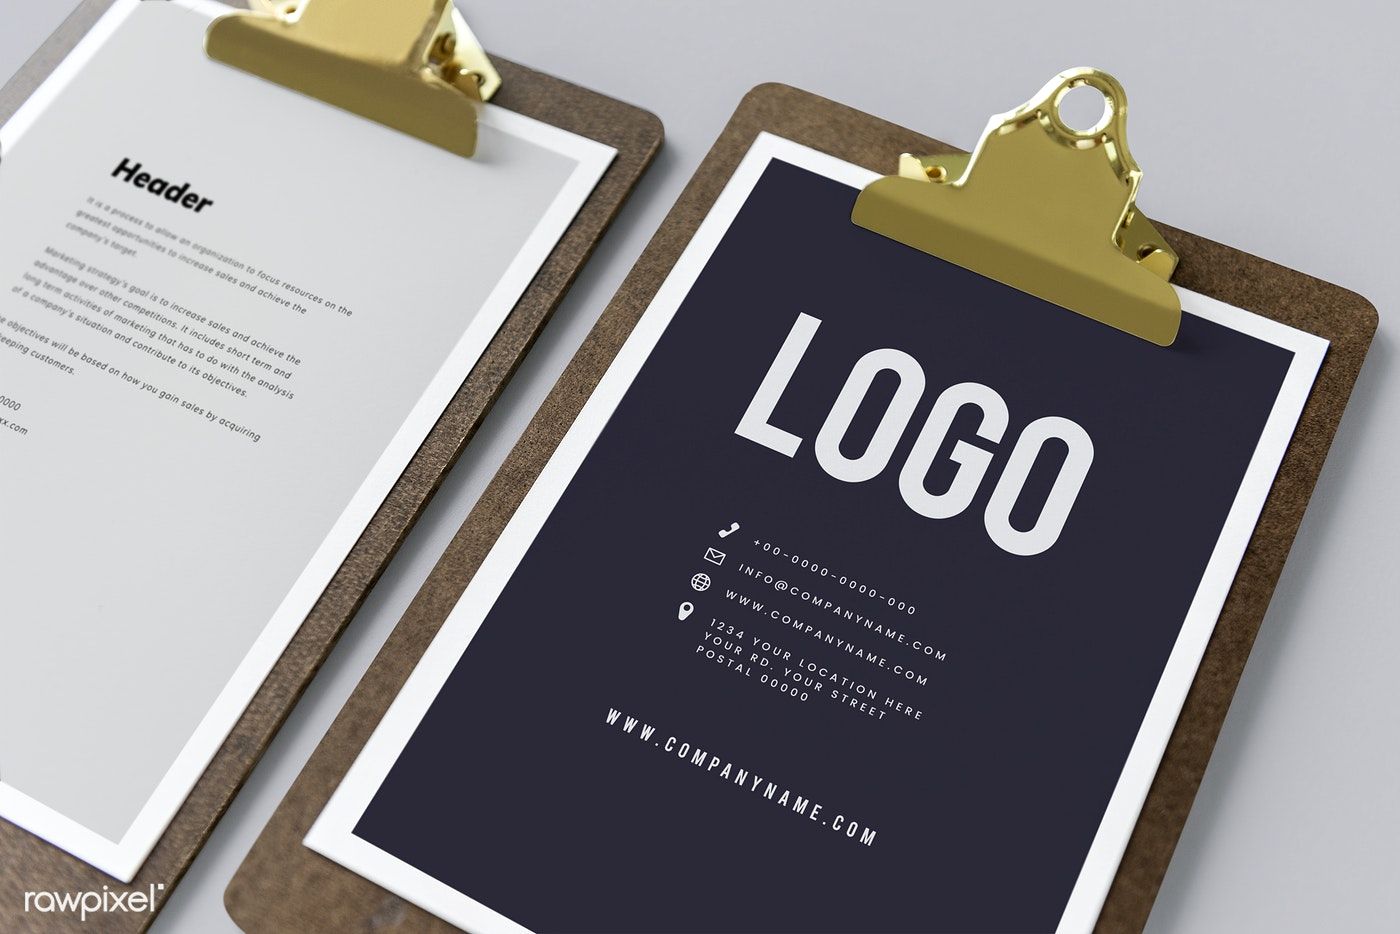 Header
It is a process to allow an organization to focus resources on the
greatest opportunities to increase sales and achieve the
company's target.
Marketing strategy's goal is to increase sales and achieve the
advantage over other competitions. It includes short term and
long term activities of marketing that has to do with the analysis
of a company's situation and contribute to its objectives.
objectives will be based on how you gain sales by acquiring
customers.
0000
xx.com
LOGO
+00-0000-0000-000
INFO@COMPANYNAME.COM
WWW.COMPANYNAME.COM
1234 YOUR LOCATION HERE
YOUR RD. YOUR STREET
POSTAL 00000
WWW.COMPANYNAME.COM
rawpixel